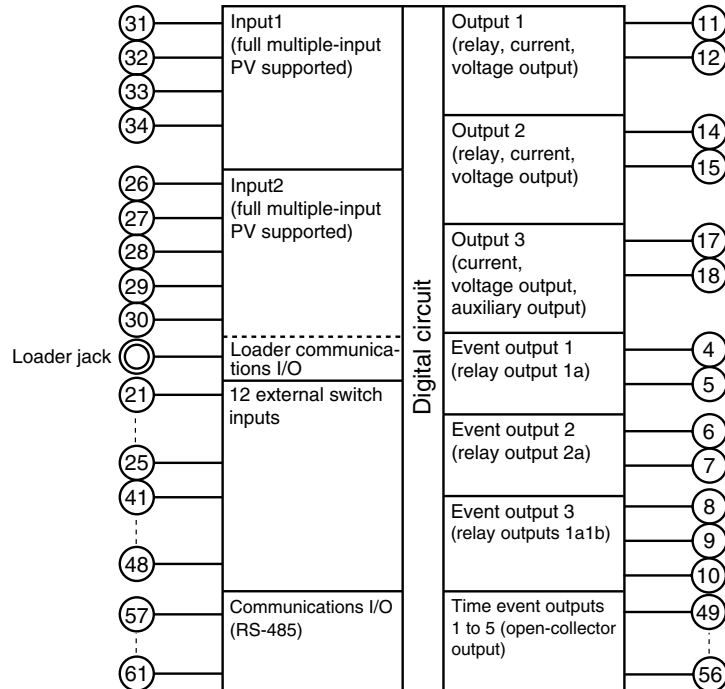 31
32
33
34
Input1
(full multiple-input
PV supported)
26
27
28
29
30
Input2
(full multiple-input
PV supported)
Loader jack
Loader communica-
tions I/O
21
25
41
48
12 external switch
inputs
57
61
Communications I/O
(RS-485)
Digital circuit
Output 1
(relay, current,
voltage output)
11
12
Output 2
(relay, current,
voltage output)
14
15
Output 3
(current,
voltage output,
auxiliary output)
17
18
Event output 1
(relay output 1a)
4
5
Event output 2
(relay output 2a)
6
7
Event output 3
(relay outputs 1a1b)
8
9
10
Time event outputs
1 to 5 (open-collector
output)
49
56